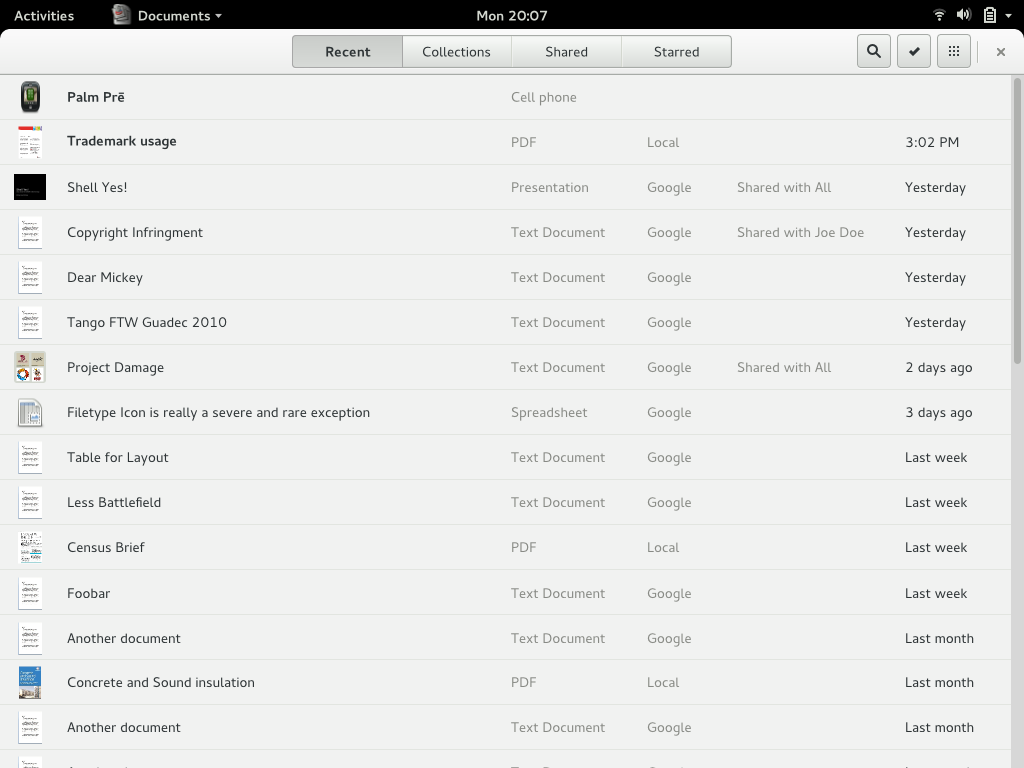 Activities Documents Mon 20:07
Recent Collections Shared Starred
Palm Prē Cell phone
Trademark usage PDF Local 3:02 PM
Shell Yes! Presentation Google Shared with All Yesterday
Copyright Infringment Text Document Google Shared with Joe Doe Yesterday
Dear Mickey Text Document Google Yesterday
Tango FTW Guadec 2010 Text Document Google Yesterday
Project Damage Text Document Google Shared with All 2 days ago
Filetype Icon is really a severe and rare exception Spreadsheet Google 3 days ago
Table for Layout Text Document Google Last week
Less Battlefield Text Document Google Last week
Census Brief PDF Local Last week
Foobar Text Document Google Last week
Another document Text Document Google Last month
Concrete and Sound insulation PDF Local Last month
Another document Text Document Google Last month